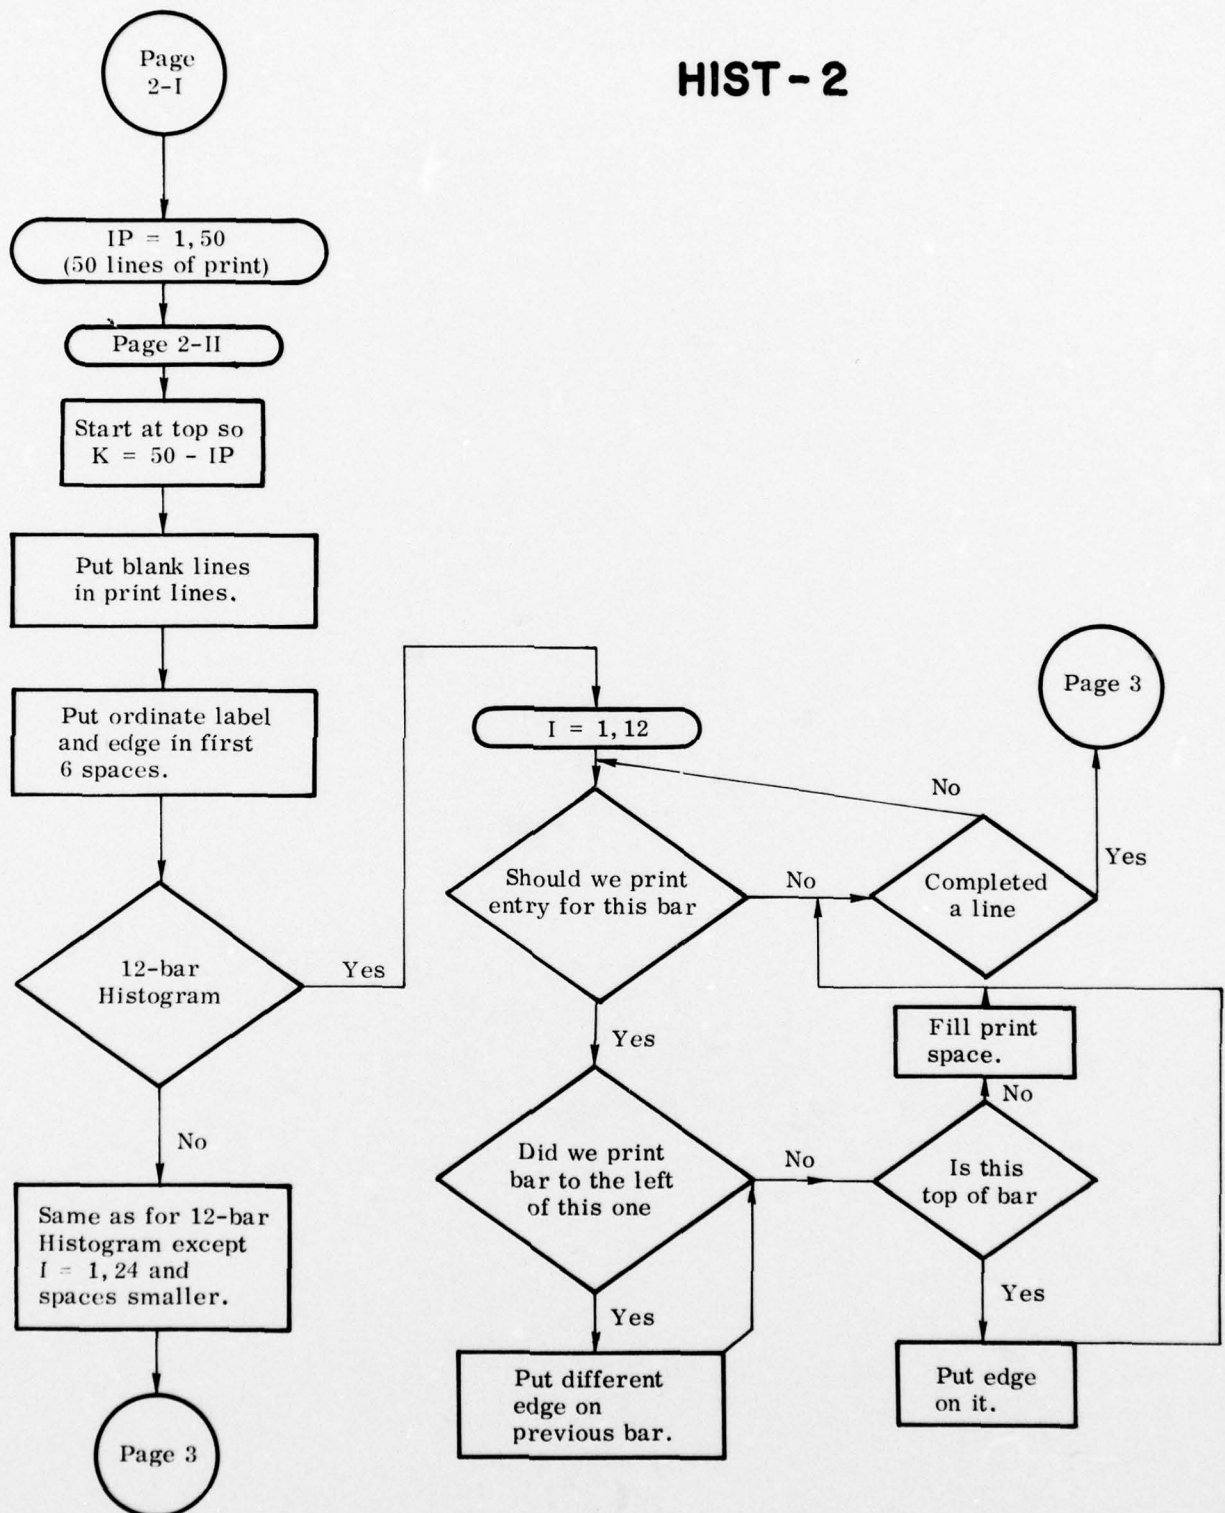 HIST-2
Page
2-I
IP = 1, 50
(50 lines of print)
Page 2-II
Start at top so
K = 50 - IP
Put blank lines
in print lines.
Put ordinate label
and edge in first
6 spaces.
12-bar
Histogram
Yes
No
Same as for 12-bar
Histogram except
I = 1, 24 and
spaces smaller.
Page 3
I = 1, 12
Should we print
entry for this bar
No
Yes
Completed
a line
No
Yes
Page 3
Did we print
bar to the left
of this one
No
Yes
Put different
edge on
previous bar.
Is this
top of bar
No
Fill print
space.
Yes
Put edge
on it.